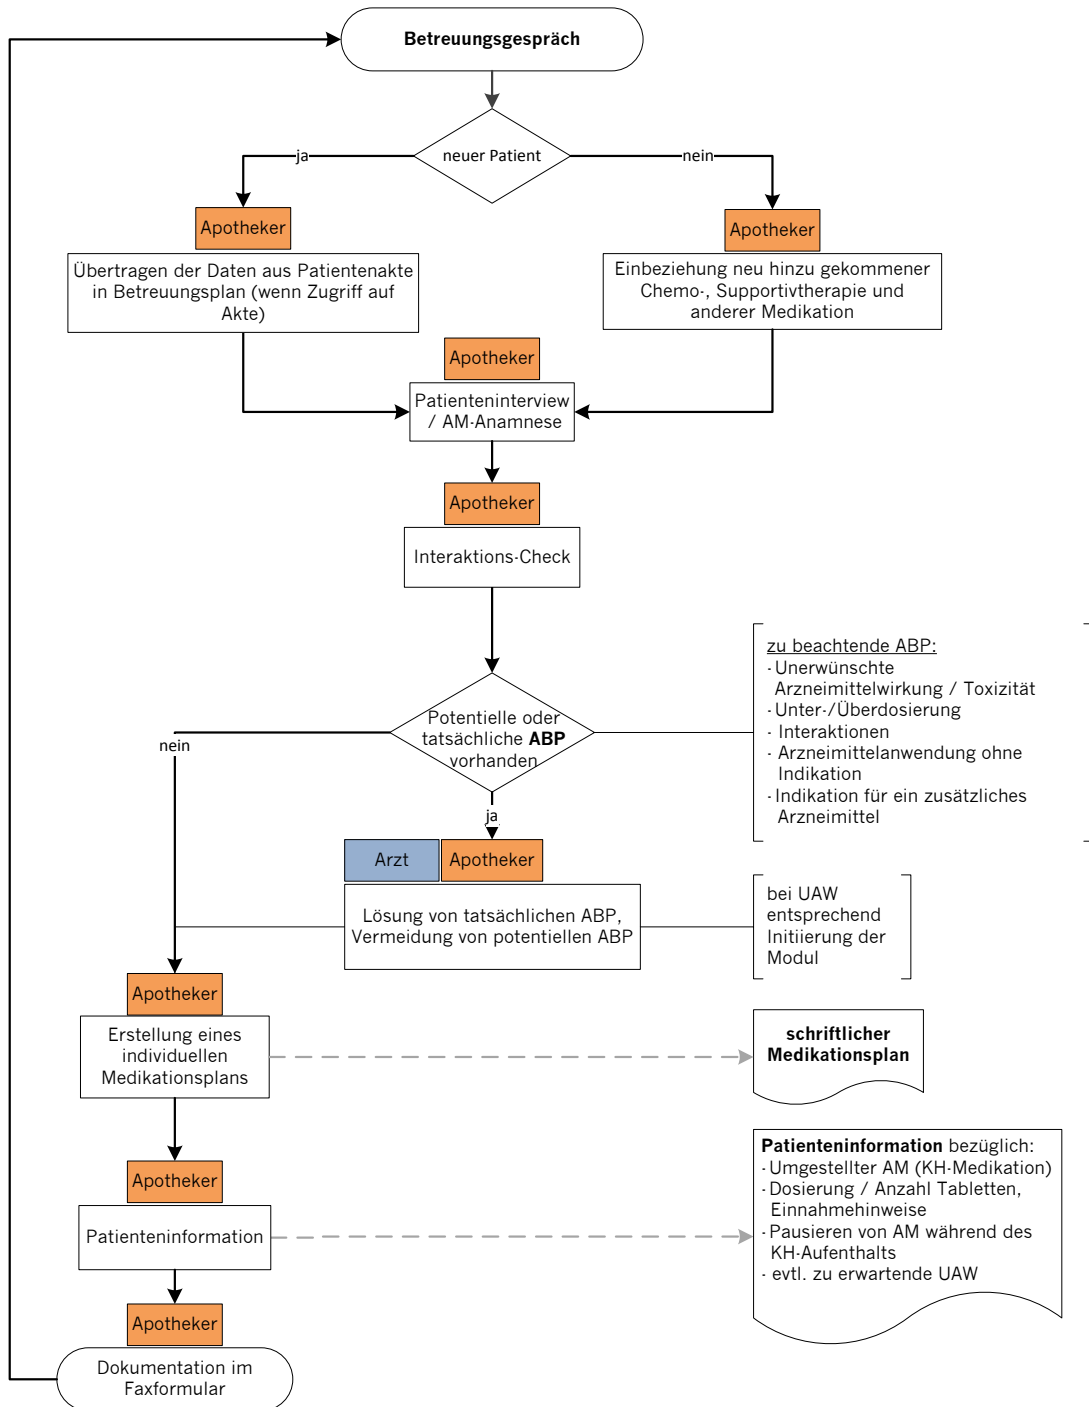 Betreuungsgespräch
neuer Patient
ja
nein
Apotheker
Übertragen der Daten aus Patientenakte
in Betreuungsplan (wenn Zugriff auf
Akte)
Apotheker
Einbeziehung neu hinzu gekommener
Chemo-, Supportivtherapie und
anderer Medikation
Apotheker
Patienteninterview
/ AM-Anamnese
Apotheker
Interaktions-Check
Potentielle oder
tatsächliche ABP
vorhanden
nein
ja
zu beachtende ABP:
· Unerwünschte
Arzneimittelwirkung / Toxizität
· Unter-/Überdosierung
· Interaktionen
· Arzneimittelanwendung ohne
Indikation
· Indikation für ein zusätzliches
Arzneimittel
Arzt
Apotheker
Lösung von tatsächlichen ABP,
Vermeidung von potentiellen ABP
bei UAW
entsprechend
Initiierung der
Modul
Apotheker
Erstellung eines
individuellen
Medikationsplans
schriftlicher
Medikationsplan
Apotheker
Patienteninformation
Patienteninformation bezüglich:
· Umgestellter AM (KH-Medikation)
· Dosierung / Anzahl Tabletten,
Einnahmehinweise
· Pausieren von AM während des
KH-Aufenthalts
· evtl. zu erwartende UAW
Apotheker
Dokumentation im
Faxformular